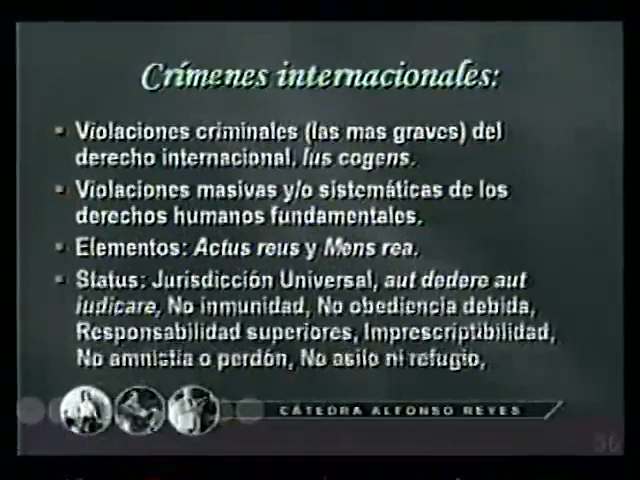 Crímenes internacionales:
▪ Violaciones criminales (las mas graves) del
derecho internacional. Ius cogens.
▪ Violaciones masivas y/o sistemáticas de los
derechos humanos fundamentales.
▪ Elementos: Actus reus y Mens rea.
▪ Status: Jurisdicción Universal, aut dedere aut
iudicare, No inmunidad, No obediencia debida,
Responsabilidad superiores, Imprescriptibilidad,
No amnistía o perdón, No asilo ni refugio,
CÁTEDRA ALFONSO REYES
36